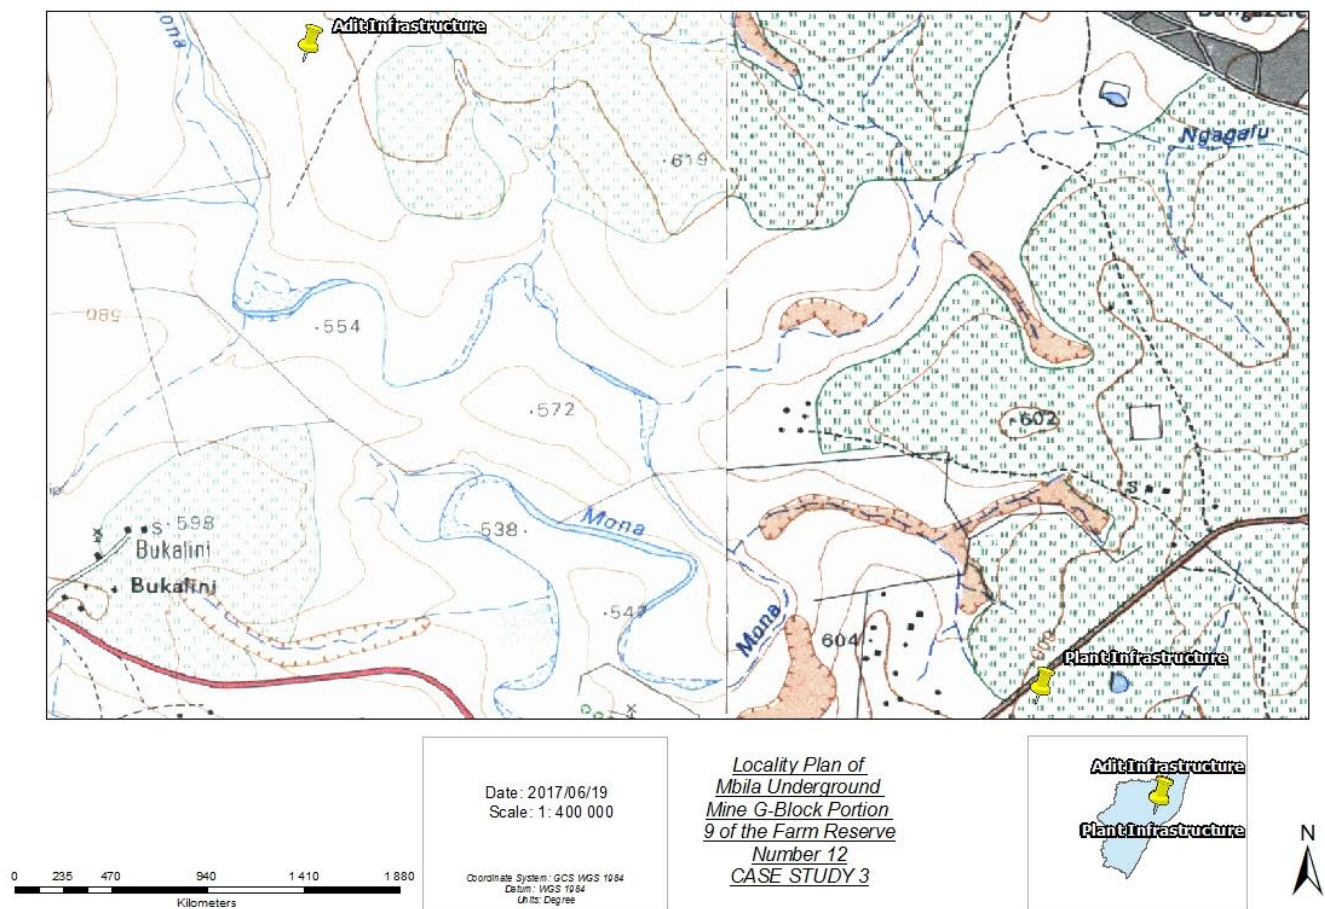 Mona
Adit Infrastructure
619
Ngagalu
580
554
572
602
S
598
S
Bukalini
Bukalini
538
Mona
Mona
604
600
Plant Infrastructure
Date: 2017/06/19
Scale: 1: 400 000
Coordinate System: GCS WGS 1984
Datum: WGS 1984
Units: Degree
Locality Plan of
Mbila Underground
Mine G-Block Portion
9 of the Farm Reserve
Number 12
CASE STUDY 3
Adit Infrastructure
Plant Infrastructure
N
0 235 470 940 1 410 1 880
Kilometers